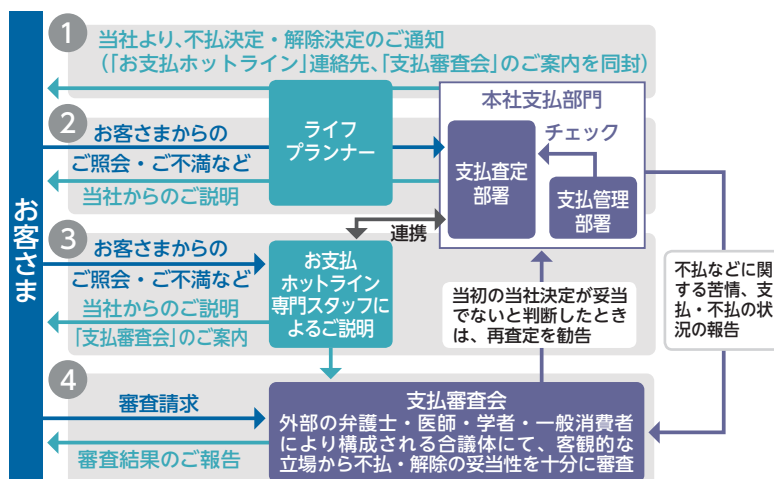 お客さま
1
当社より、不払決定・解除決定のご通知
（「お支払ホットライン」連絡先、「支払審査会」のご案内を同封）
2
お客さまからの
ご照会・ご不満など
当社からのご説明
ライフ
プランナー
本社支払部門
チェック
支払査定
部署
支払管理
部署
3
お客さまからの
ご照会・ご不満など
当社からのご説明
「支払審査会」のご案内
お支払
ホットライン
専門スタッフに
よるご説明
連携
当初の当社決定が妥当
でないと判断したとき
は、再査定を勧告
不払などに関
する苦情、支
払・不払の状
況の報告
4
審査請求
審査結果のご報告
支払審査会
外部の弁護士・医師・学者・一般消費者
により構成される合議体にて、客観的な
立場から不払・解除の妥当性を十分に審査